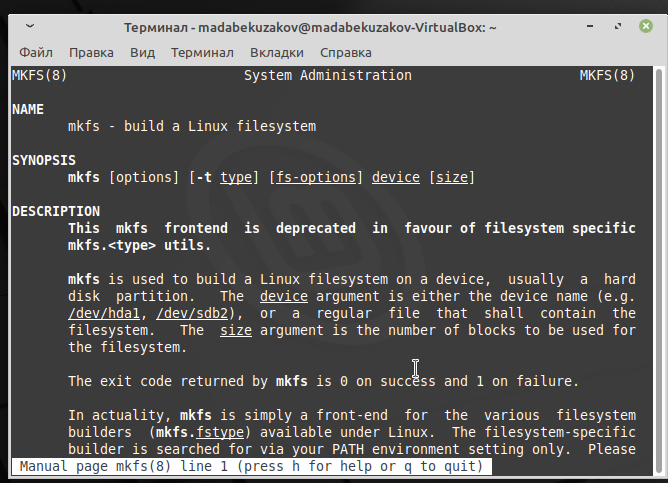 Терминал - madabekuzakov@madabekuzakov-VirtualBox: ~
Файл Правка Вид Терминал Вкладки Справка
MKFS(8) System Administration MKFS(8)
NAME
mkfs - build a Linux filesystem
SYNOPSIS
mkfs [options] [-t type] [fs-options] device [size]
DESCRIPTION
This mkfs frontend is deprecated in favour of filesystem specific
mkfs.<type> utils.
mkfs is used to build a Linux filesystem on a device, usually a hard
disk partition. The device argument is either the device name (e.g.
/dev/hda1, /dev/sdb2), or a regular file that shall contain the
filesystem. The size argument is the number of blocks to be used for
the filesystem.
The exit code returned by mkfs is 0 on success and 1 on failure.
In actuality, mkfs is simply a front-end for the various filesystem
builders (mkfs.fstype) available under Linux. The filesystem-specific
builder is searched for via your PATH environment setting only. Please
Manual page mkfs(8) line 1 (press h for help or q to quit)